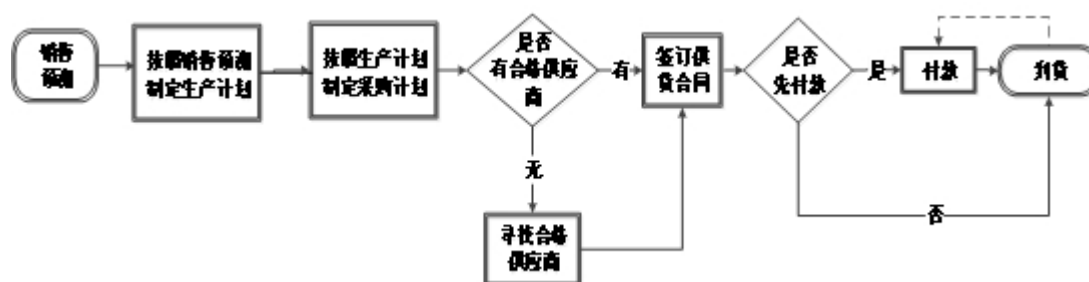 销售
预测
按照销售预测
制定生产计划
按照生产计划
制定采购计划
是否
有合格供应
商
有
签订供
货合同
是否
先付款
是
付款
到货
无
寻找合格
供应商
否